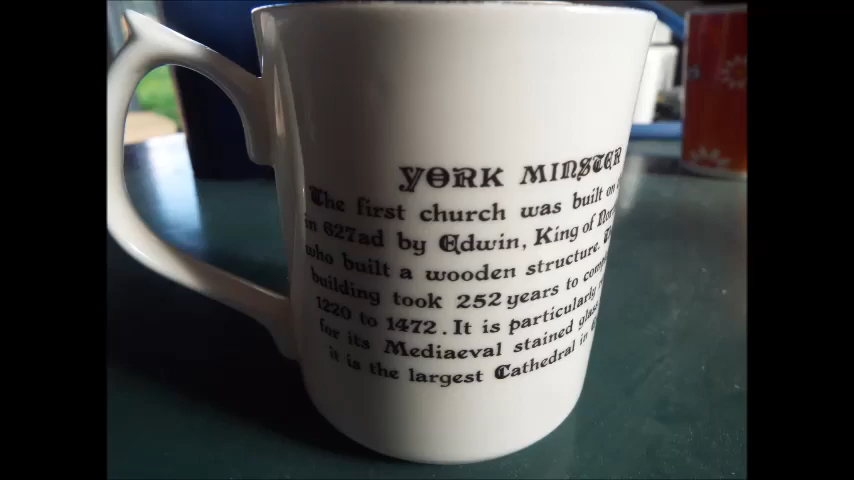 YORK MINSTER
The first church was built on
in 627ad by Edwin, King of
who built a wooden structure.
building took 252 years to
1220 to 1472. It is particularly
for its Mediaeval stained
it is the largest Cathedral in